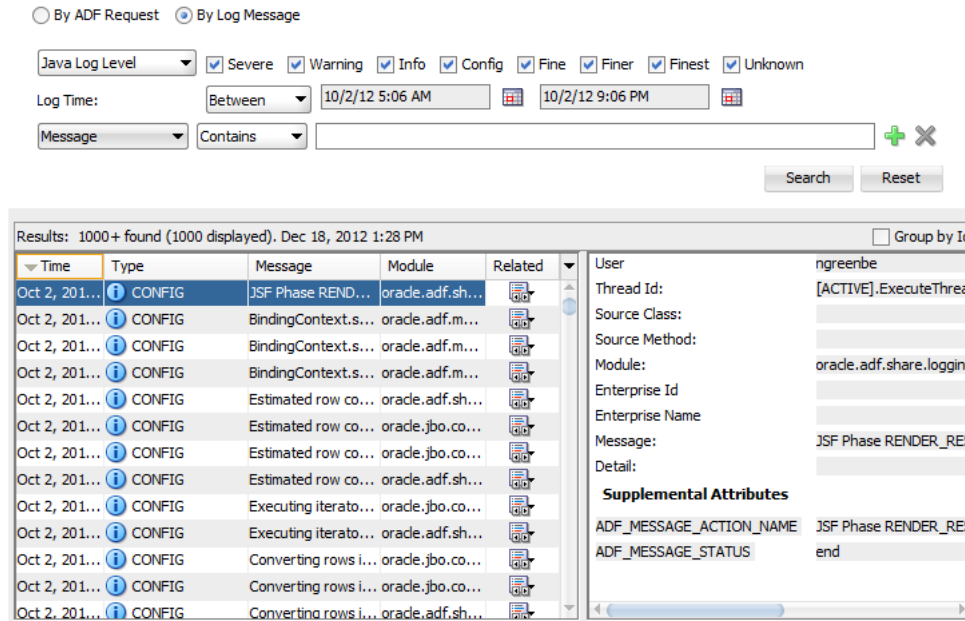 By ADF Request By Log Message
Java Log Level Severe Warning Info Config Fine Finer Finest Unknown
Log Time: Between 10/2/12 5:06 AM 10/2/12 9:06 PM
Message Contains
Search Reset
Results: 1000+ found (1000 displayed). Dec 18, 2012 1:28 PM Group by
Time Type Message Module Related
Oct 2, 201... CONFIG JSF Phase REND... oracle.adf.sh...
Oct 2, 201... CONFIG BindingContext.s... oracle.adf.m...
Oct 2, 201... CONFIG BindingContext.s... oracle.adf.m...
Oct 2, 201... CONFIG BindingContext.s... oracle.adf.m...
Oct 2, 201... CONFIG Estimated row co... oracle.adf.sh...
Oct 2, 201... CONFIG Estimated row co... oracle.jbo.co...
Oct 2, 201... CONFIG Estimated row co... oracle.jbo.co...
Oct 2, 201... CONFIG Estimated row co... oracle.adf.sh...
Oct 2, 201... CONFIG Executing iterato... oracle.jbo.co...
Oct 2, 201... CONFIG Executing iterato... oracle.adf.sh...
Oct 2, 201... CONFIG Converting rows i... oracle.jbo.co...
Oct 2, 201... CONFIG Converting rows i... oracle.jbo.co...
Oct 2, 201... CONFIG Converting rows i... oracle.adf.sh...
User ngreenbe
Thread Id: [ACTIVE].ExecuteThrea
Source Class:
Source Method:
Module: oracle.adf.share.loggin
Enterprise Id
Enterprise Name
Message: JSF Phase RENDER_RE
Detail:
Supplemental Attributes
ADF_MESSAGE_ACTION_NAME JSF Phase RENDER_RE
ADF_MESSAGE_STATUS end